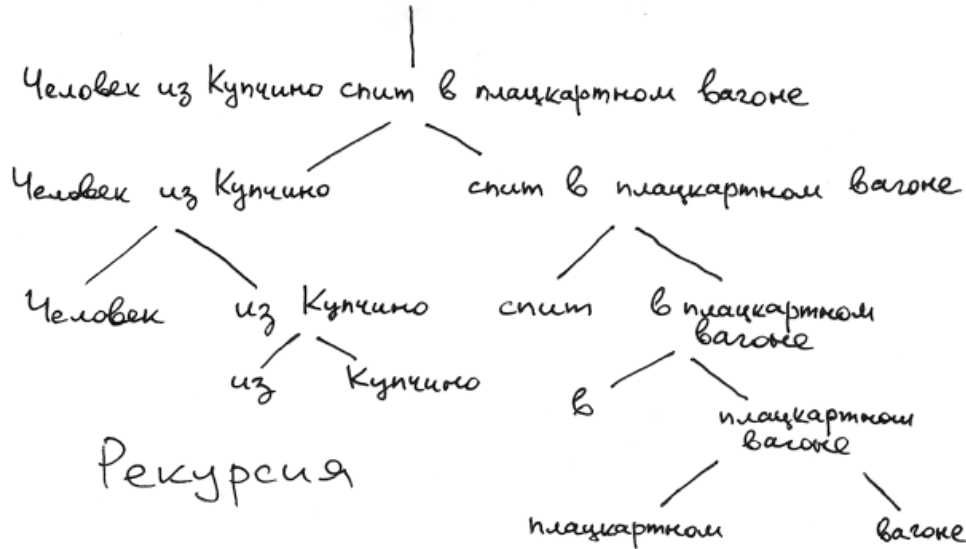 Человек из Купчино спит в плацкартном вагоне
Человек из Купчино спит в плацкартном вагоне
Человек из Купчино спит в плацкартном
вагоне
из Купчино в плацкартном
вагоне
Рекурсия
плацкартном вагоне